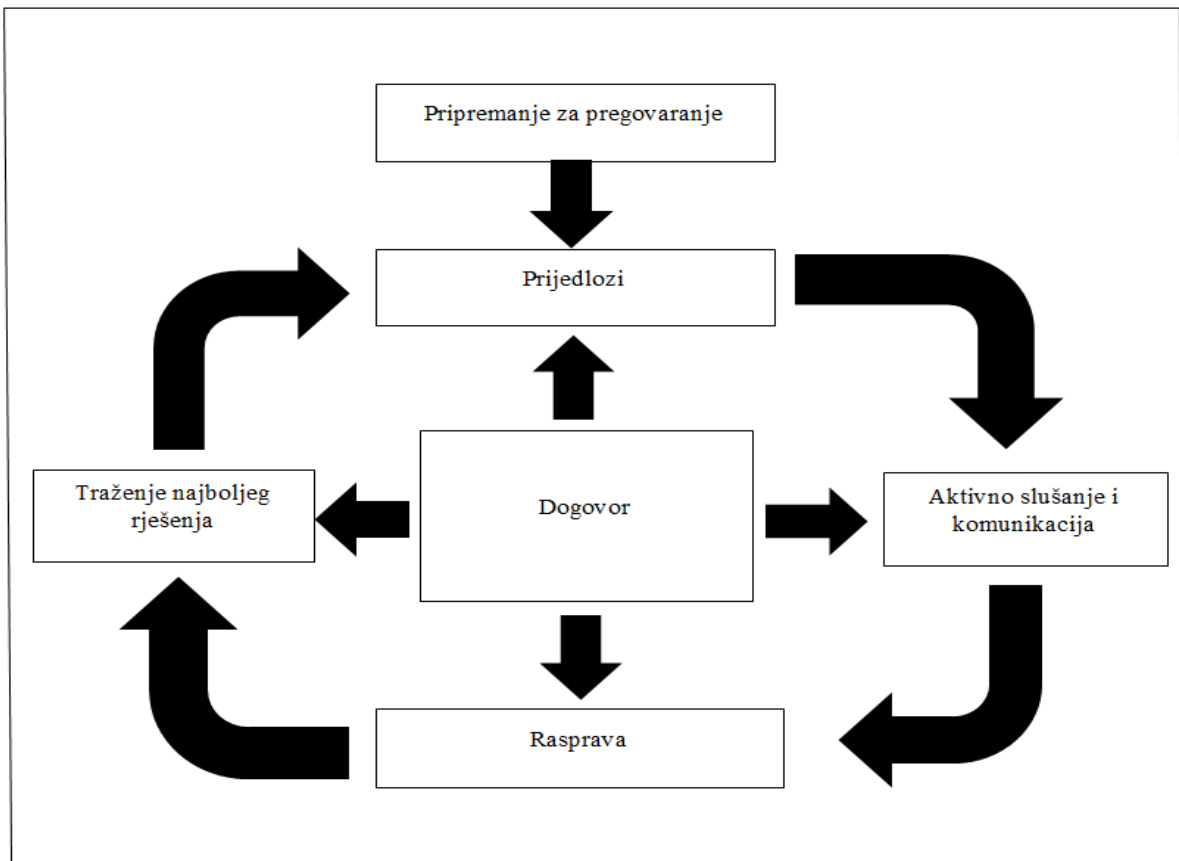 Pripremanje za pregovaranje
Prijedlozi
Traženje najboljeg
rješenja
Dogovor
Aktivno slušanje i
komunikacija
Rasprava